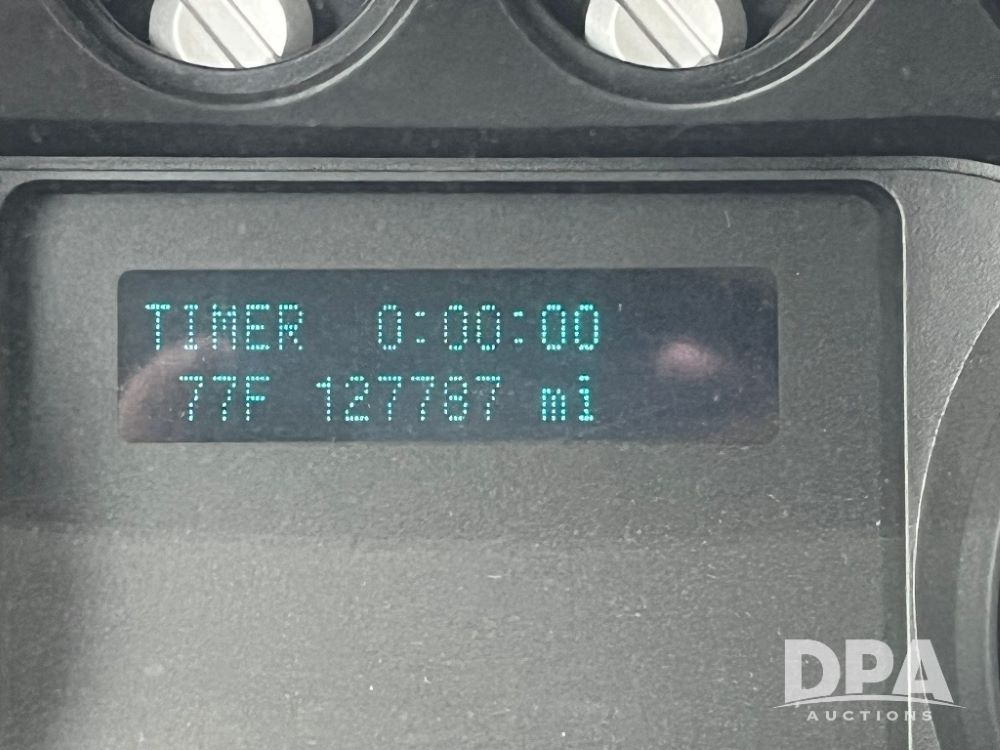 TIMER 0:00:00
77F 127787 mi
DPA
AUCTIONS